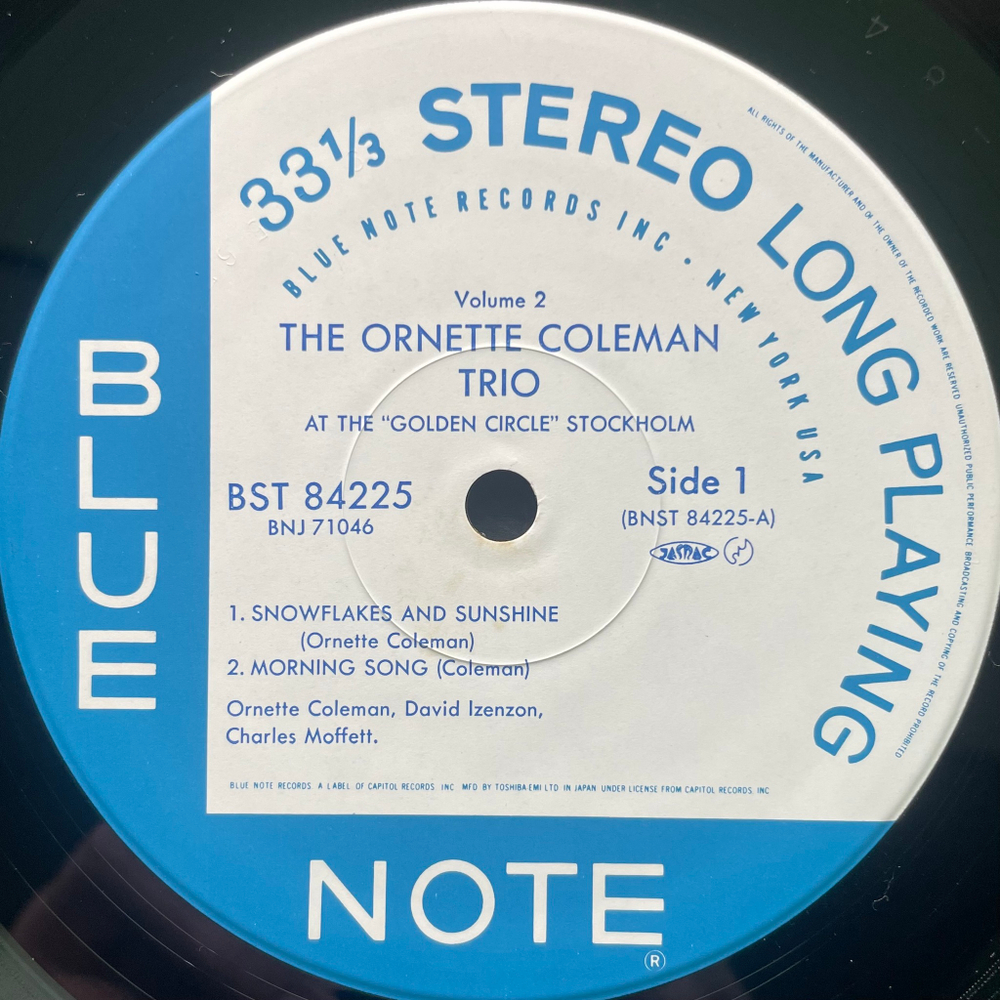 33⅓ STEREO LONG PLAYING
BLUE NOTE RECORDS INC · NEW YORK USA
ALL RIGHTS OF THE MANUFACTURER AND OF THE OWNER OF THE RECORDED WORK ARE RESERVED. UNAUTHORIZED PUBLIC PERFORMANCE. BROADCASTING AND COPYING OF THE RECORD PROHIBITED
Volume 2
THE ORNETTE COLEMAN
TRIO
AT THE “GOLDEN CIRCLE” STOCKHOLM
BST 84225
BNJ 71046
Side 1
(BNST 84225-A)
JASRAC
1. SNOWFLAKES AND SUNSHINE
(Ornette Coleman)
2. MORNING SONG (Coleman)
Ornette Coleman, David Izenzon,
Charles Moffett.
BLUE NOTE RECORDS. A LABEL OF CAPITOL RECORDS, INC MFD BY TOSHIBA-EMI LTD IN JAPAN UNDER LICENSE FROM CAPITOL RECORDS, INC
BLUE
NOTE
®